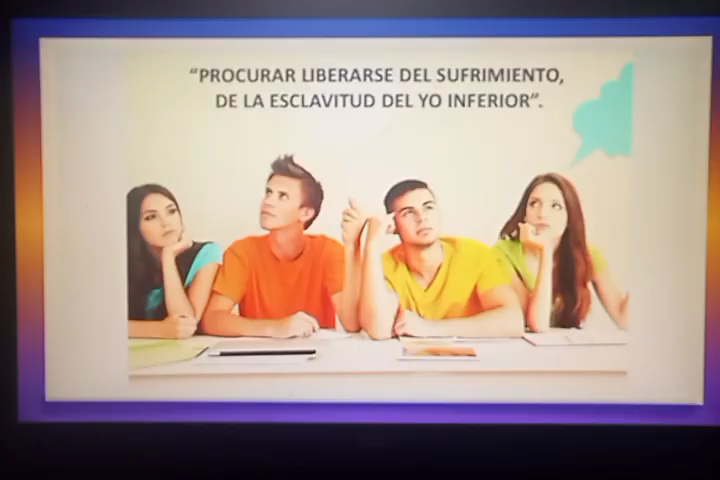 “PROCURAR LIBERARSE DEL SUFRIMIENTO,
DE LA ESCLAVITUD DEL YO INFERIOR”.